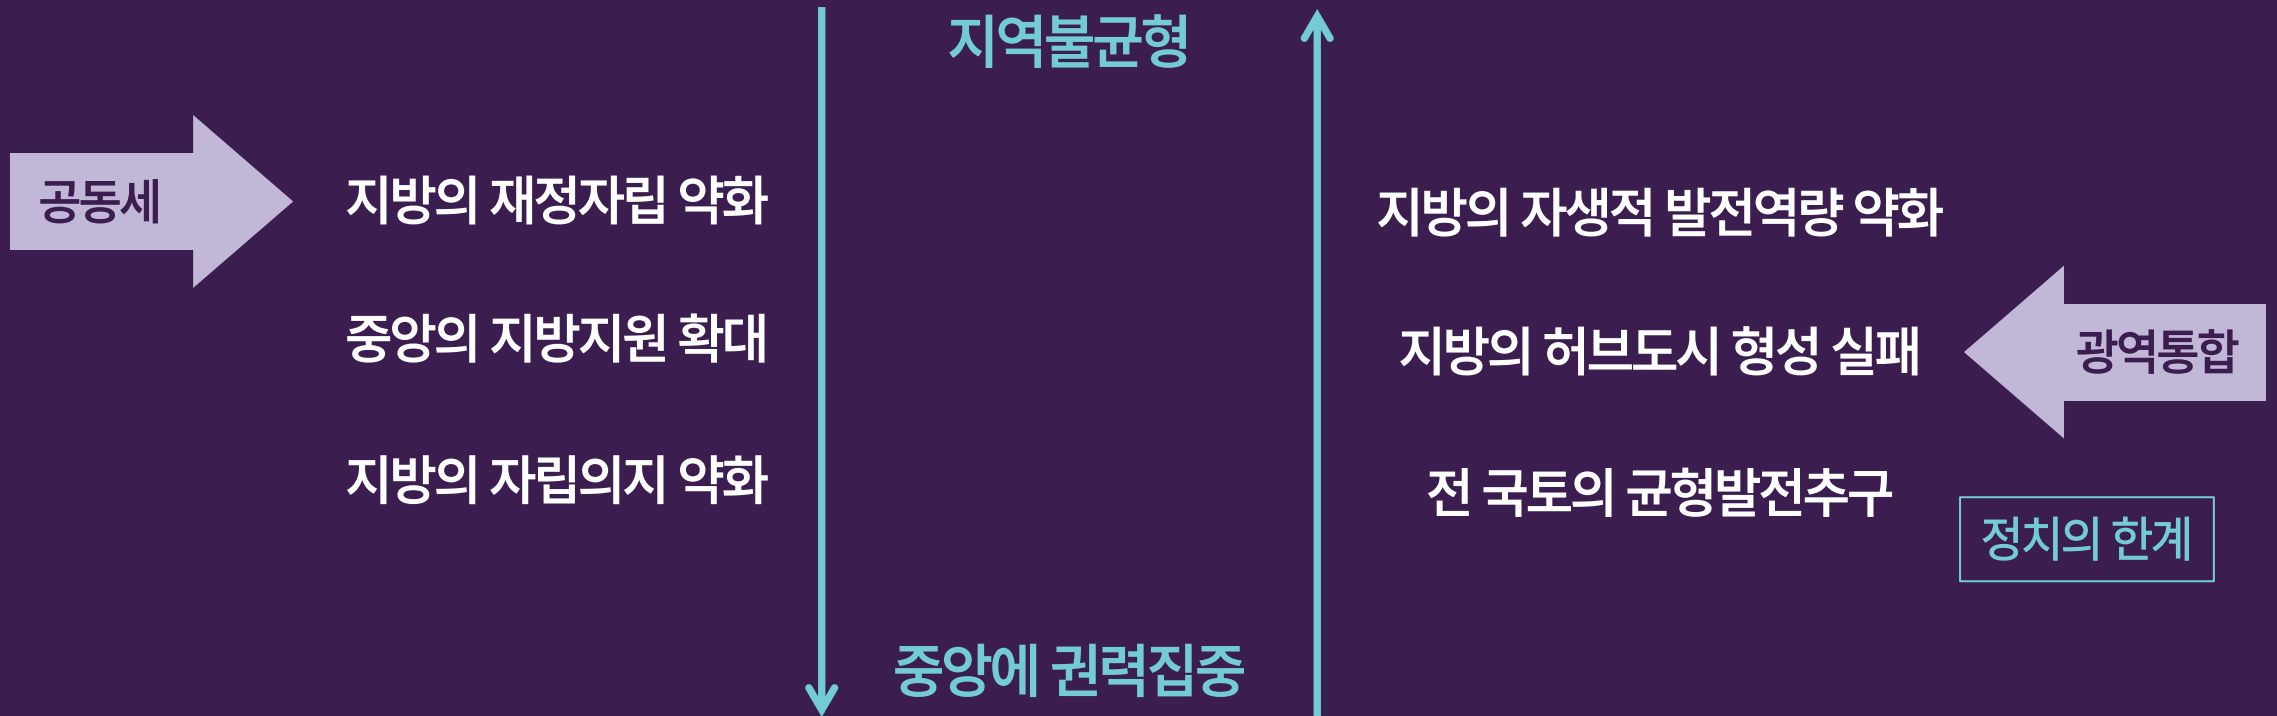 지역불균형
공동세
지방의 재정자립 약화
중앙의 지방지원 확대
지방의 자립의지 약화
지방의 자생적 발전역량 약화
지방의 허브도시 형성 실패
전 국토의 균형발전추구
광역통합
정치의 한계
중앙에 권력집중